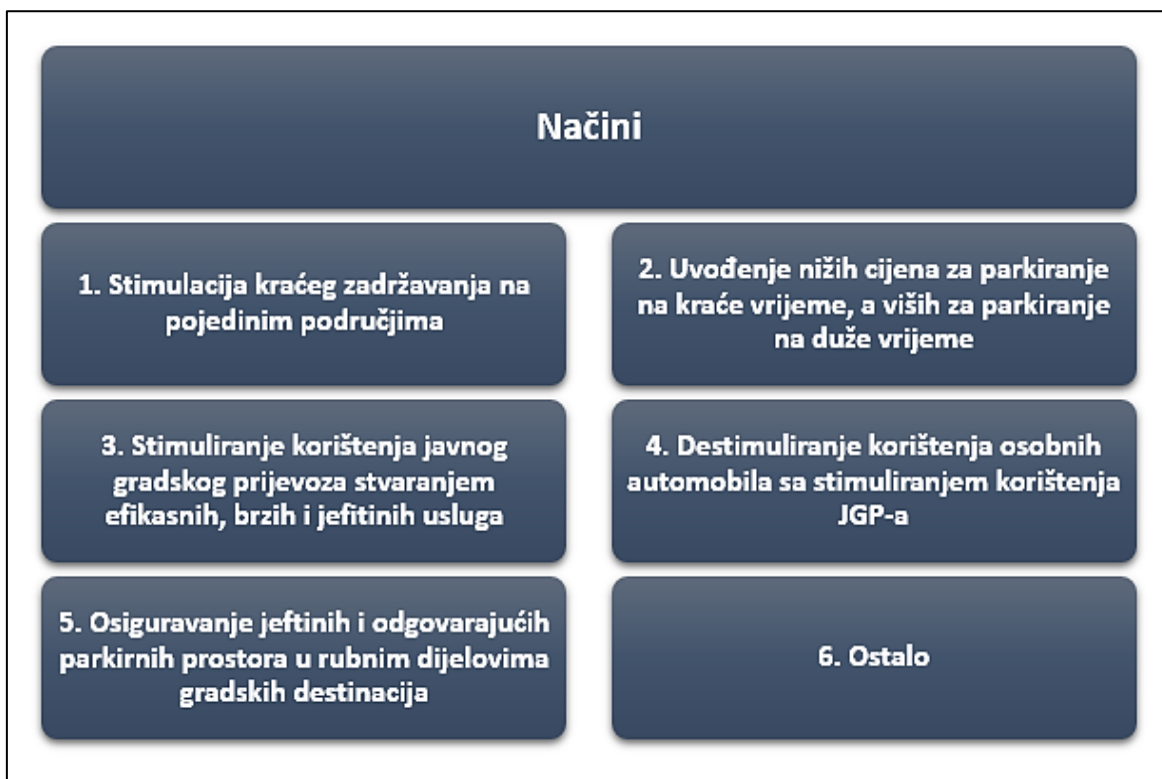 Načini
1. Stimulacija kraćeg zadržavanja na
pojedinim područjima
2. Uvođenje nižih cijena za parkiranje
na kraće vrijeme, a viših za parkiranje
na duže vrijeme
3. Stimuliranje korištenja javnog
gradskog prijevoza stvaranjem
efikasnih, brzih i jefitinih usluga
4. Destimuliranje korištenja osobnih
automobila sa stimuliranjem korištenja
JGP-a
5. Osiguravanje jeftinih i odgovarajućih
parkirnih prostora u rubnim dijelovima
gradskih destinacija
6. Ostalo